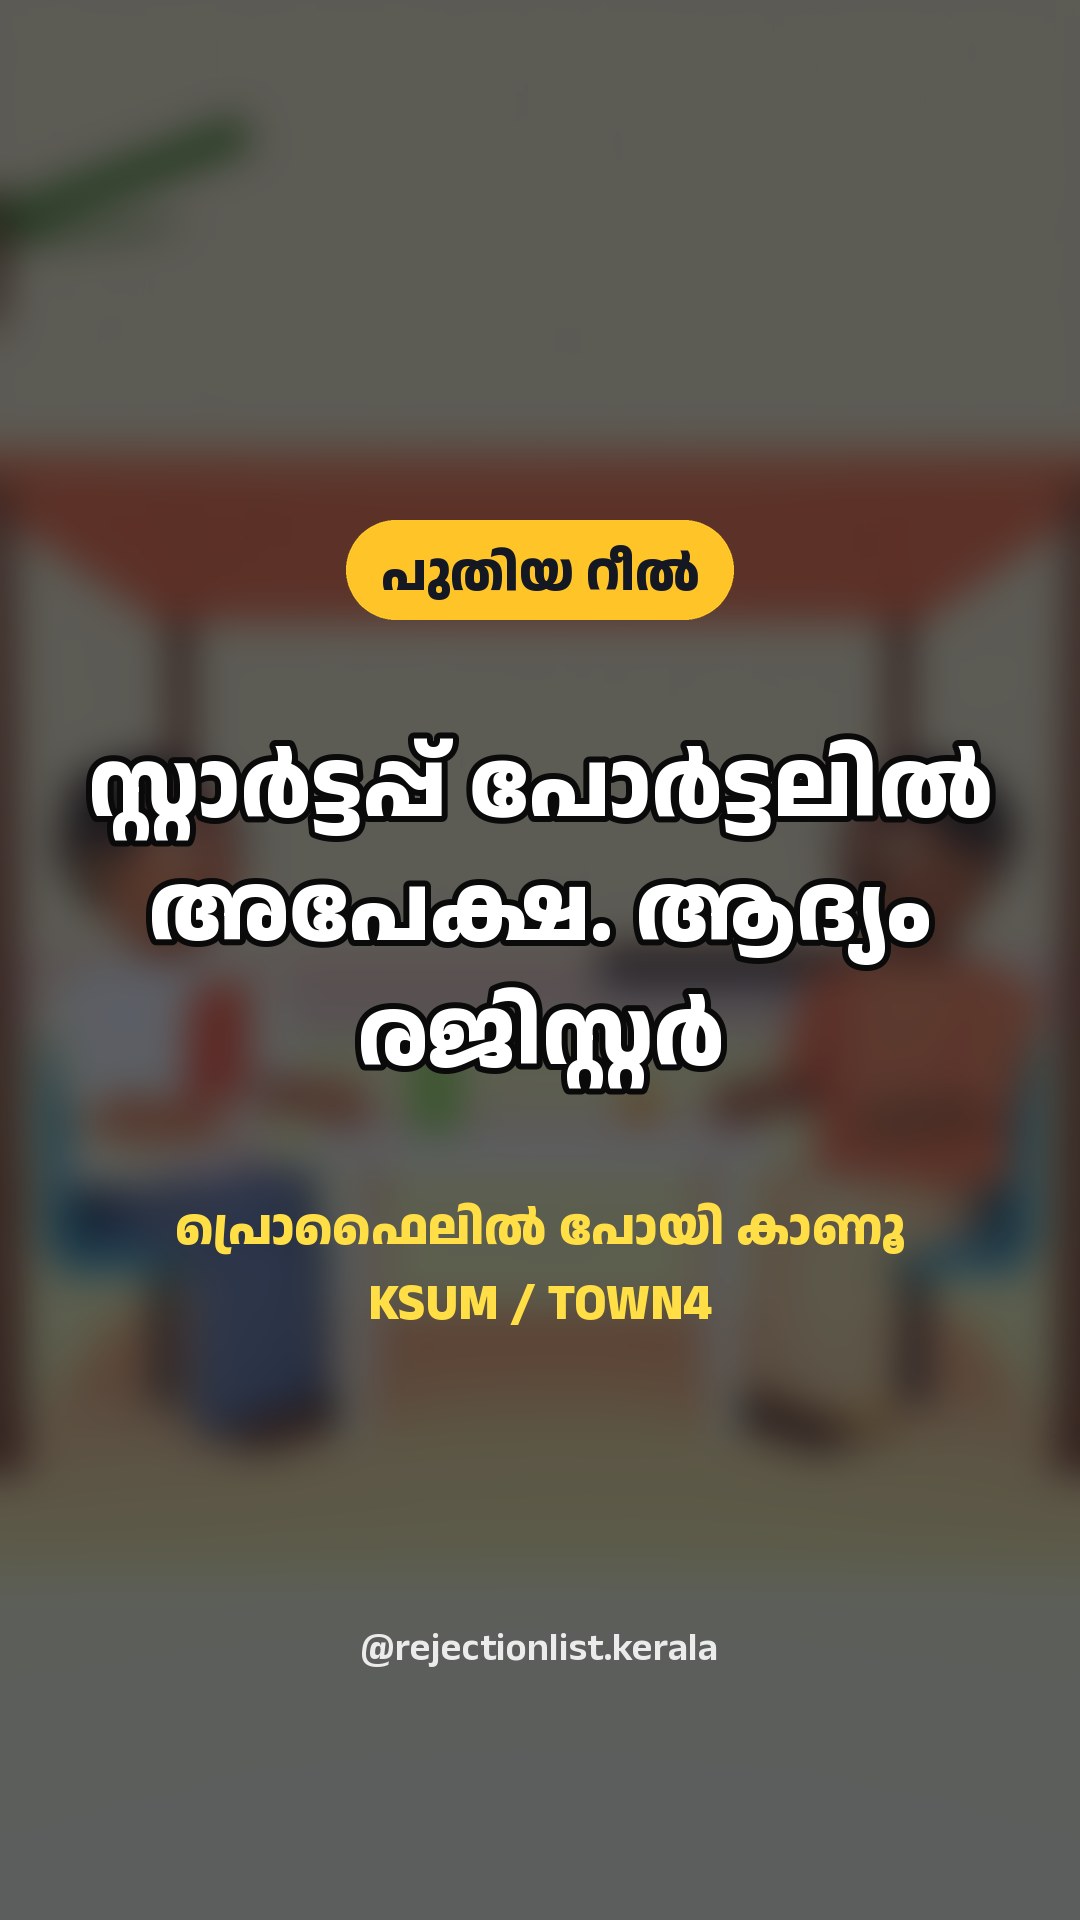 പുതിയ റീൽ
സ്റ്റാർട്ടപ്പ് പോർട്ടലിൽ
അപേക്ഷ. ആദ്യം
രജിസ്റ്റർ
പ്രൊഫൈലിൽ പോയി കാണൂ
KSUM / TOWN4
@rejectionlist.kerala